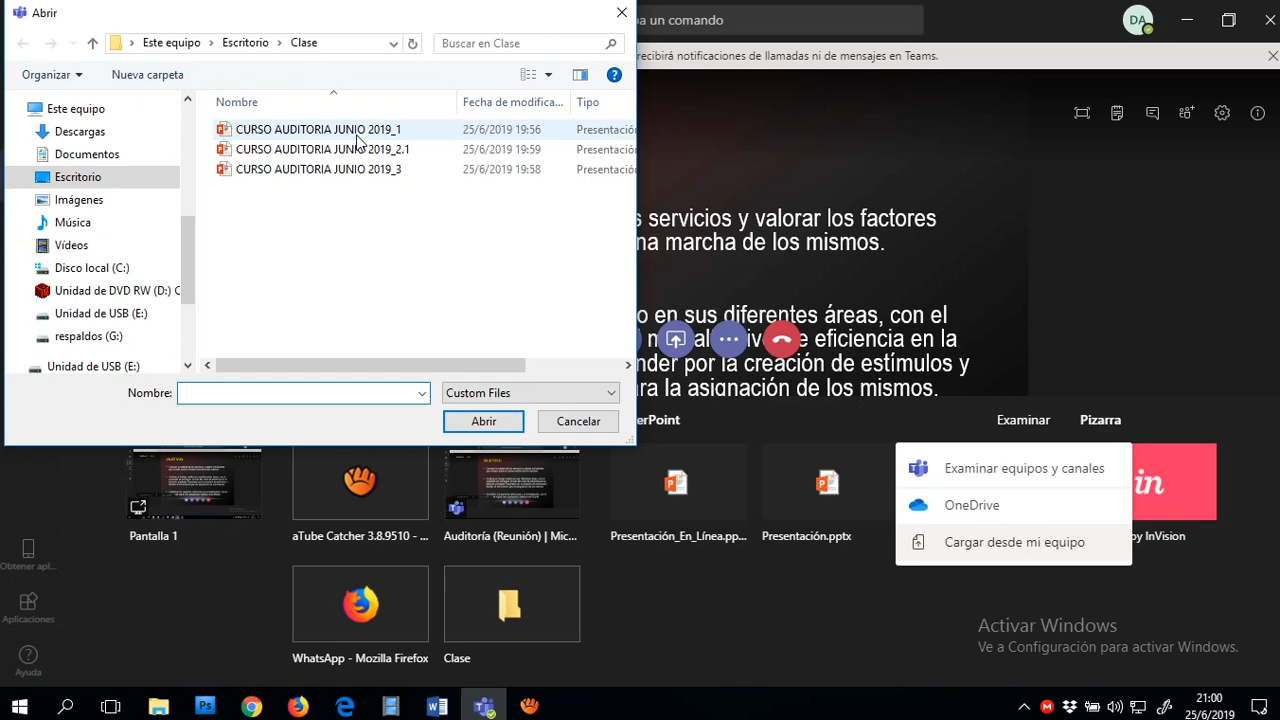 Abrir
ba un comando
DA
Este equipo
Escritorio
Clase
Buscar en Clase
recibirá notificaciones de llamadas ni de mensajes en Teams.
Organizar
Nueva carpeta
Nombre
Fecha de modifica...
Tipo
Este equipo
Descargas
Documentos
Escritorio
Imágenes
Música
Vídeos
Disco local (C:)
Unidad de DVD RW (D:) C
Unidad de USB (E:)
respaldos (G:)
Unidad de USB (E:)
CURSO AUDITORIA JUNIO 2019_1
25/6/2019 19:56
Presentació
CURSO AUDITORIA JUNIO 2019_2.1
25/6/2019 19:59
Presentació
CURSO AUDITORIA JUNIO 2019_3
25/6/2019 19:58
Presentació
s servicios y valorar los factores
na marcha de los mismos.
o en sus diferentes áreas, con el
eficiencia en la
nder por la creación de estímulos y
ra la asignación de los mismos.
Nombre:
Custom Files
Abrir
Cancelar
erPoint
Examinar
Pizarra
Examinar equipos y canales
OneDrive
Cargar desde mi equipo
in
Pantalla 1
aTube Catcher 3.8.9510 - ...
Auditoría (Reunión) | Mic...
Presentación_En_Línea.pp...
Presentación.pptx
by InVision
Obtener apl...
Aplicaciones
Ayuda
WhatsApp - Mozilla Firefox
Clase
Activar Windows
Ve a Configuración para activar Windows.
21:00
25/6/2019